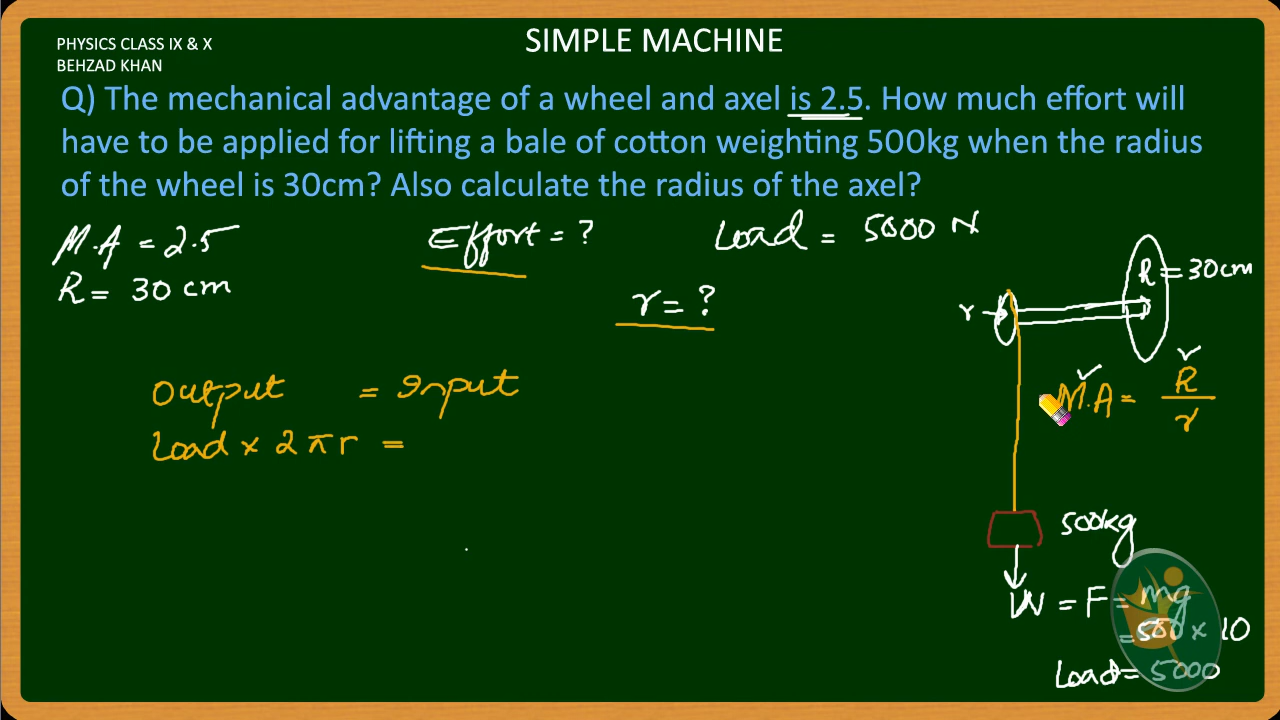 PHYSICS CLASS IX & X
BEHZAD KHAN
SIMPLE MACHINE
Q) The mechanical advantage of a wheel and axel is 2.5. How much effort will
have to be applied for lifting a bale of cotton weighting 500kg when the radius
of the wheel is 30cm? Also calculate the radius of the axel?
M.A = 2.5
Effort = ?
Load = 5000 N
R = 30 cm
r = ?
R = 30cm
r
Output = Input
M.A = R/r
Load × 2πr =
500kg
W = F = mg
= 500 × 10
Load = 5000